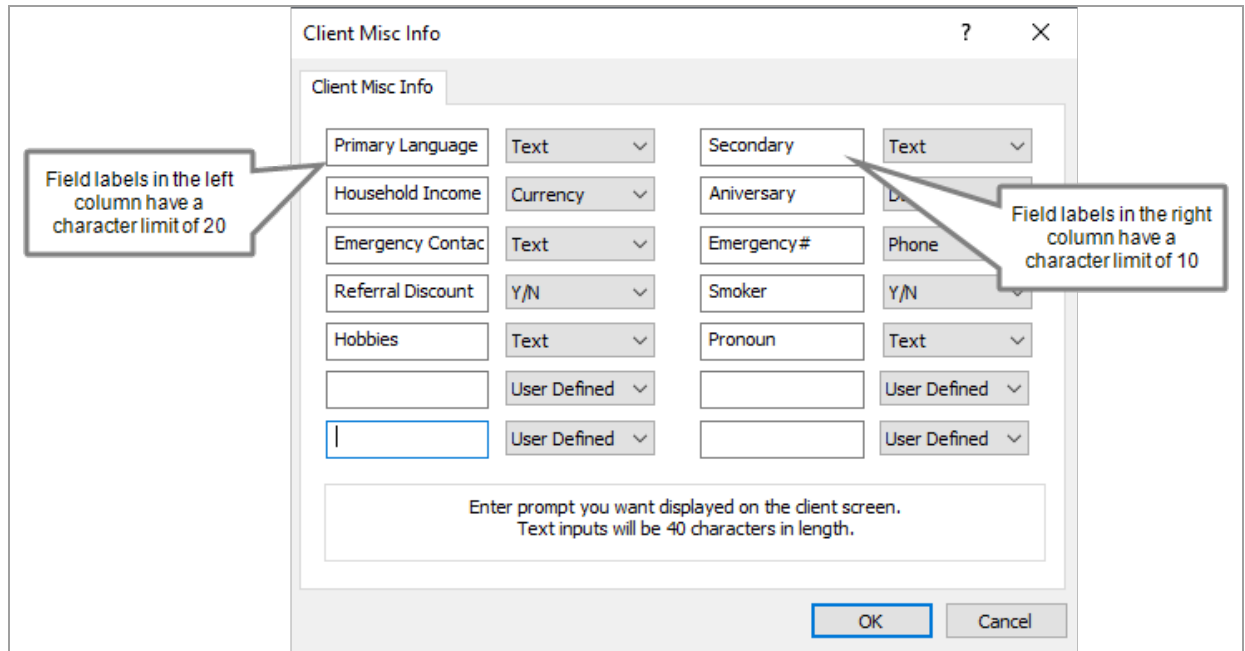 Client Misc Info
?
Client Misc Info
Primary Language Text Secondary Text
Field labels in the left
column have a
character limit of 20
Household Income Currency Aniversary
Field labels in the right
column have a
character limit of 10
Emergency Contac Text Emergency# Phone
Referral Discount Y/N Smoker Y/N
Hobbies Text Pronoun Text
User Defined User Defined
User Defined User Defined
Enter prompt you want displayed on the client screen.
Text inputs will be 40 characters in length.
OK Cancel